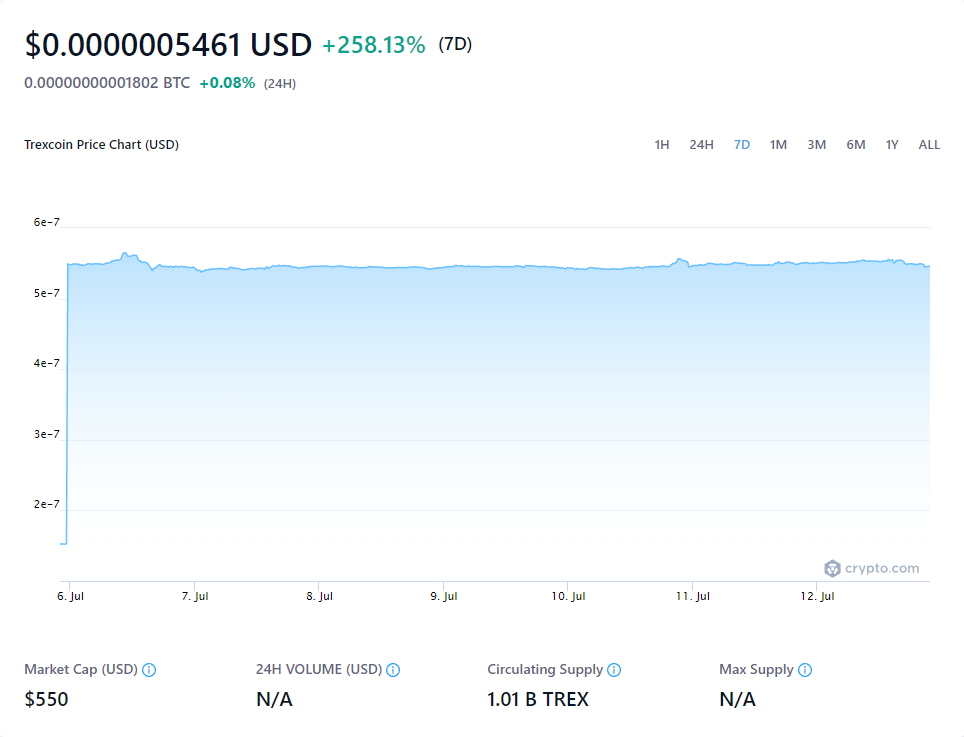 $0.0000005461 USD +258.13% (7D)
0.00000000001802 BTC +0.08% (24H)
Trexcoin Price Chart (USD) 1H 24H 7D 1M 3M 6M 1Y ALL
6e-7
5e-7
4e-7
3e-7
2e-7
crypto.com
6. Jul 7. Jul 8. Jul 9. Jul 10. Jul 11. Jul 12. Jul
Market Cap (USD) 24H VOLUME (USD) Circulating Supply Max Supply
$550 N/A 1.01 B TREX N/A